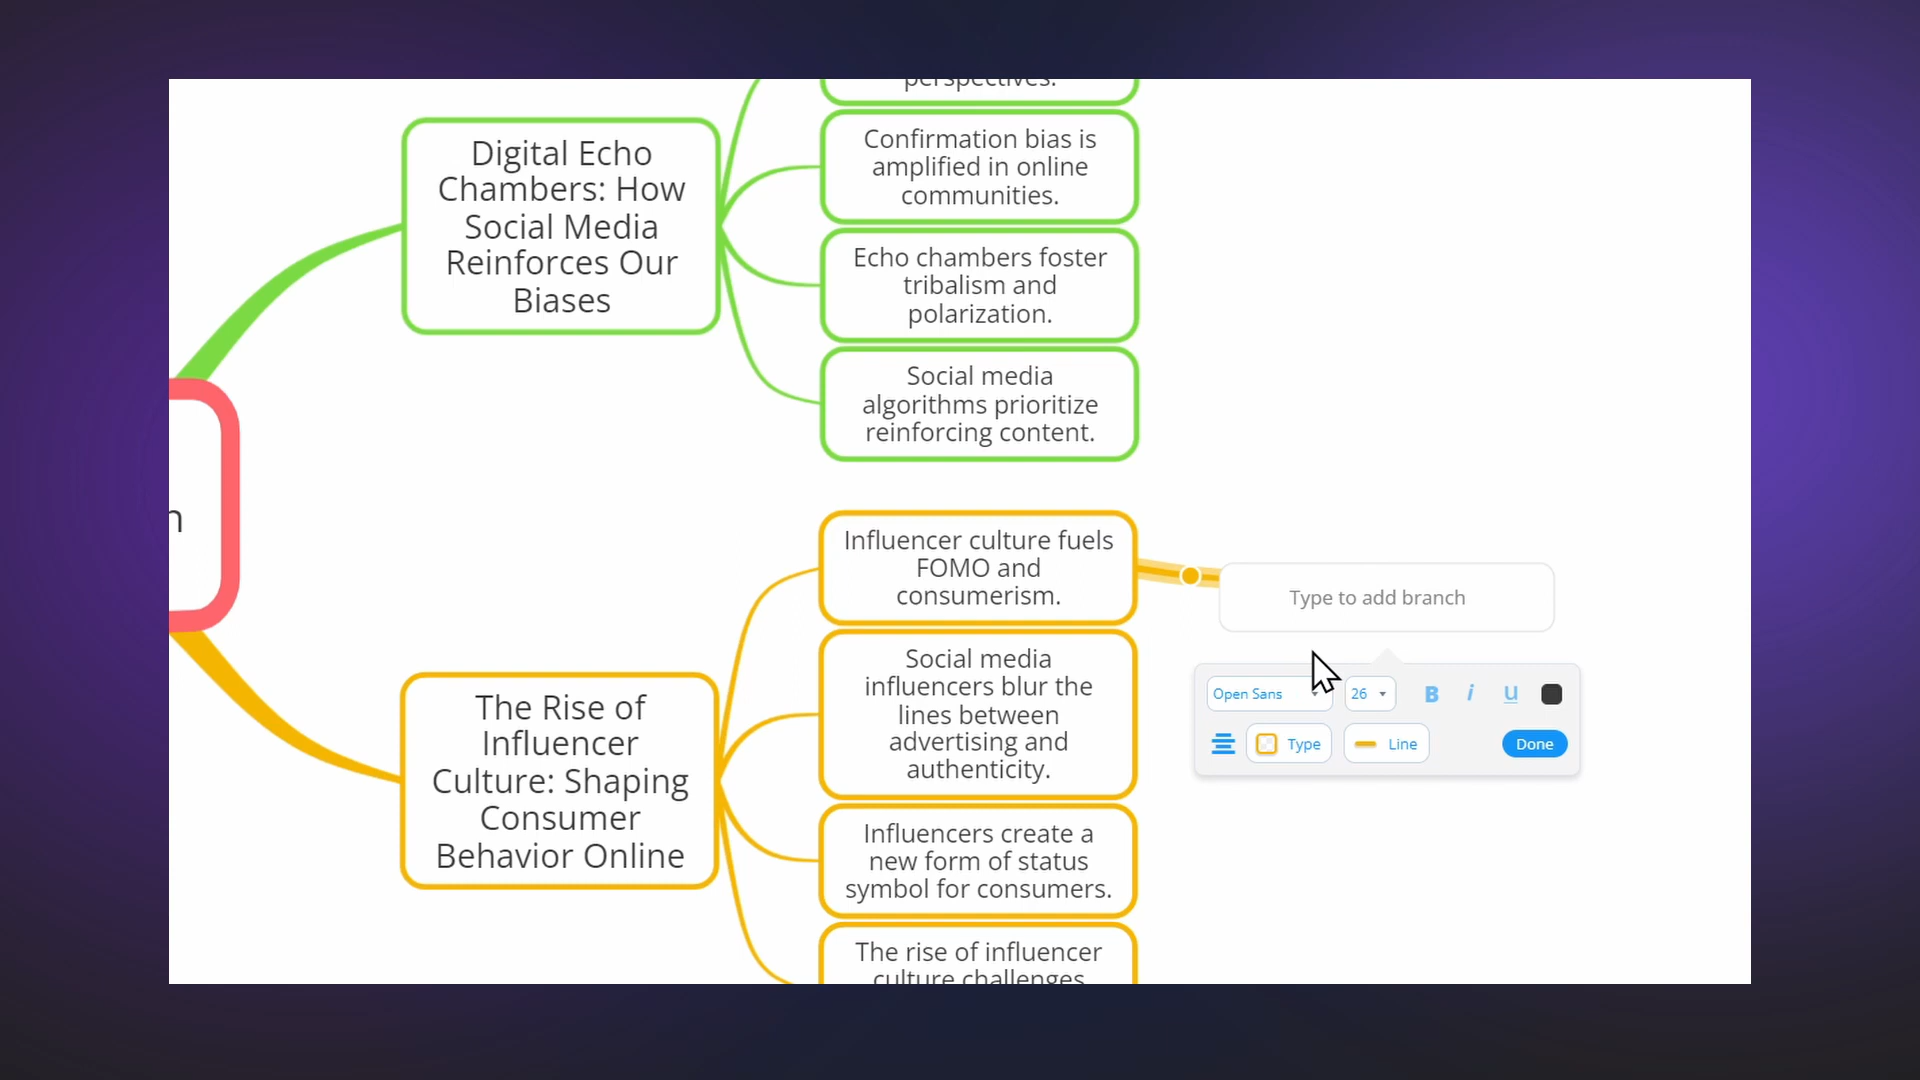 perspectives.
Digital Echo
Chambers: How
Social Media
Reinforces Our
Biases
Confirmation bias is
amplified in online
communities.
Echo chambers foster
tribalism and
polarization.
Social media
algorithms prioritize
reinforcing content.
n
The Rise of
Influencer
Culture: Shaping
Consumer
Behavior Online
Influencer culture fuels
FOMO and
consumerism.
Social media
influencers blur the
lines between
advertising and
authenticity.
Influencers create a
new form of status
symbol for consumers.
The rise of influencer
culture challenges
Type to add branch
Open Sans 26 B i u
Type Line Done